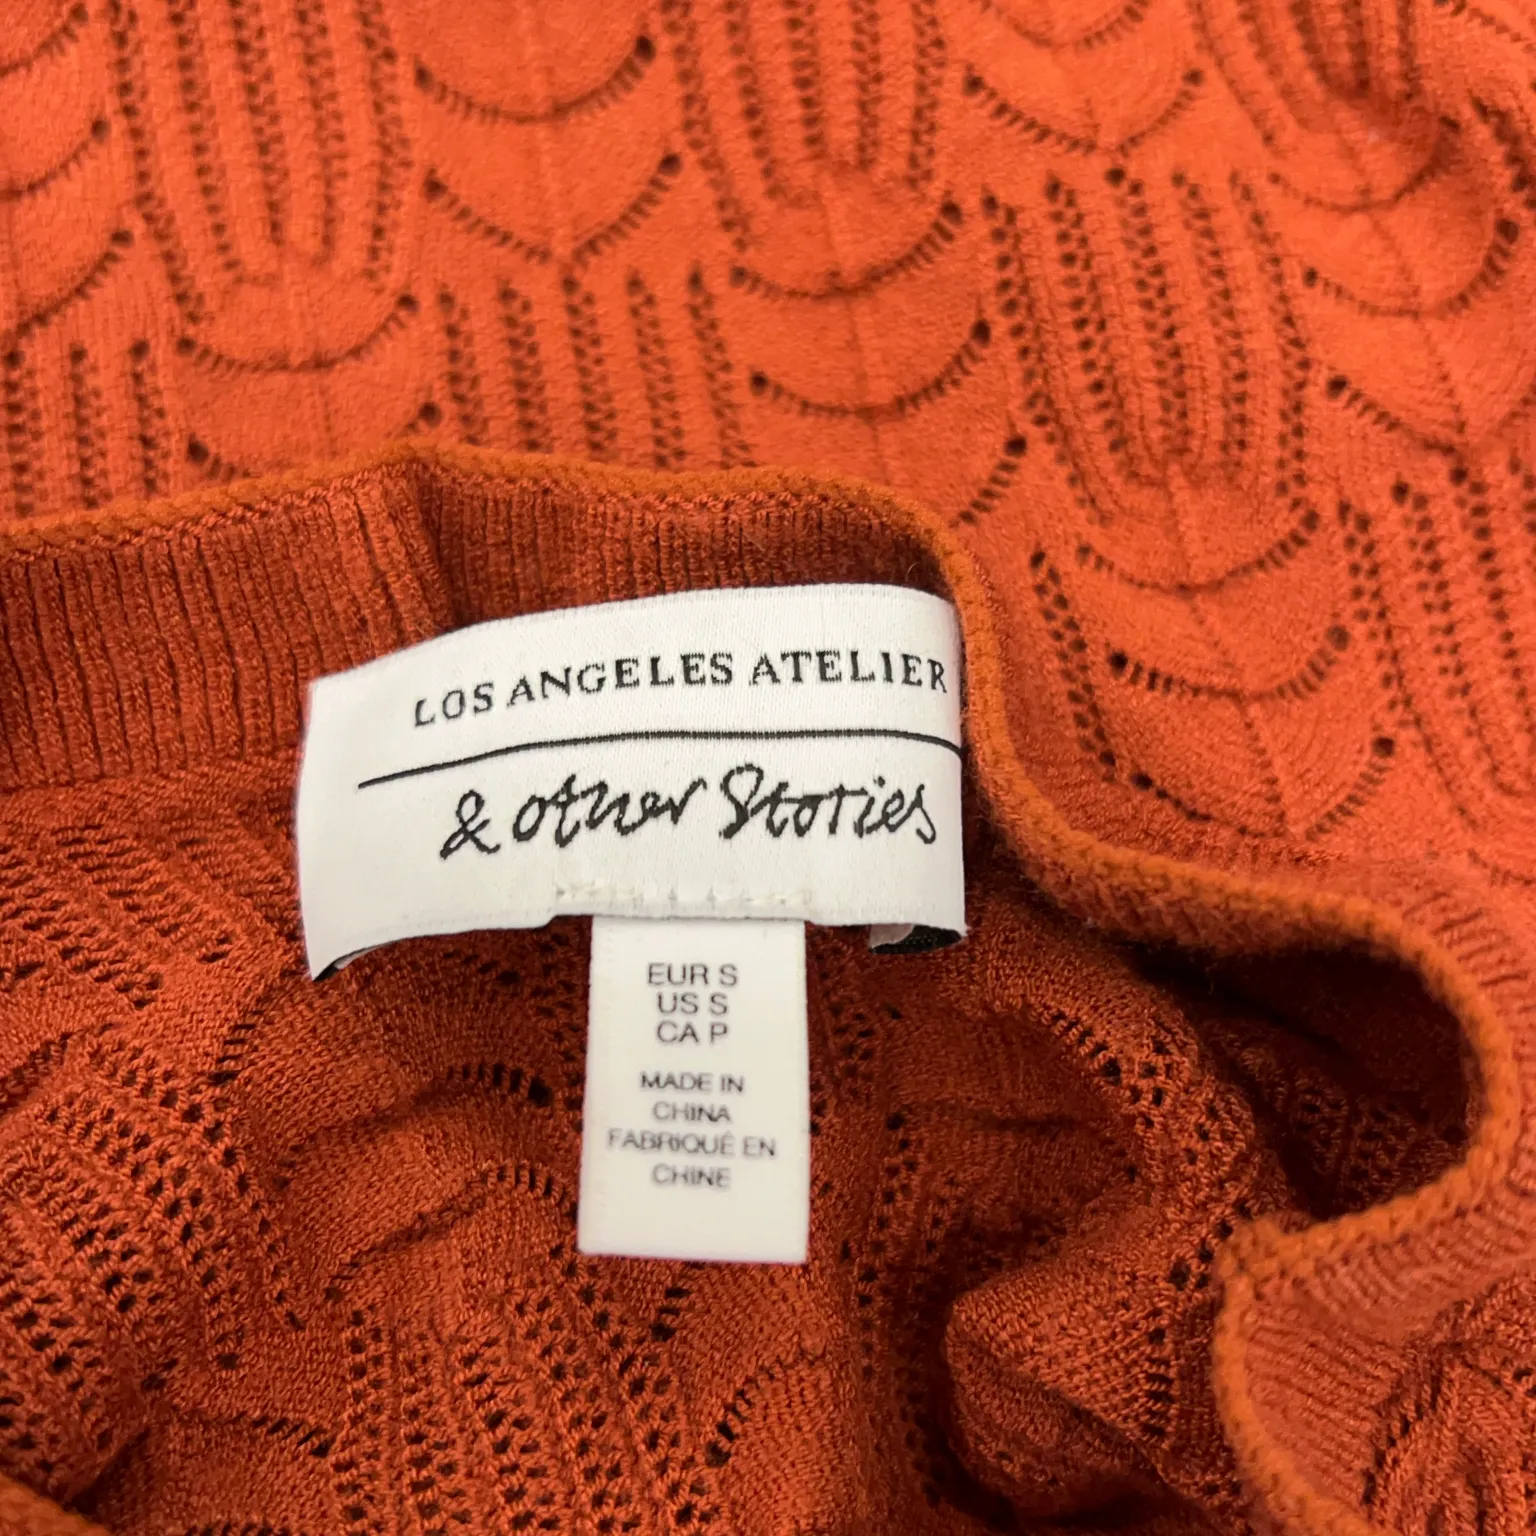 LOS ANGELES ATELIER
& other Stories
EUR S
US S
CA P
MADE IN
CHINA
FABRIQUÉ EN
CHINE